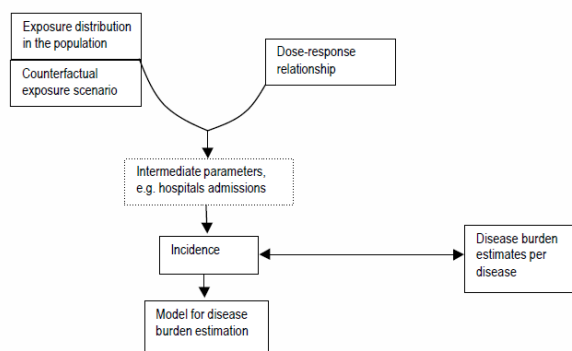 Exposure distribution
in the population
Counterfactual
exposure scenario
Dose-response
relationship
Intermediate parameters,
e.g. hospitals admissions
Incidence
Disease burden
estimates per
disease
Model for disease
burden estimation